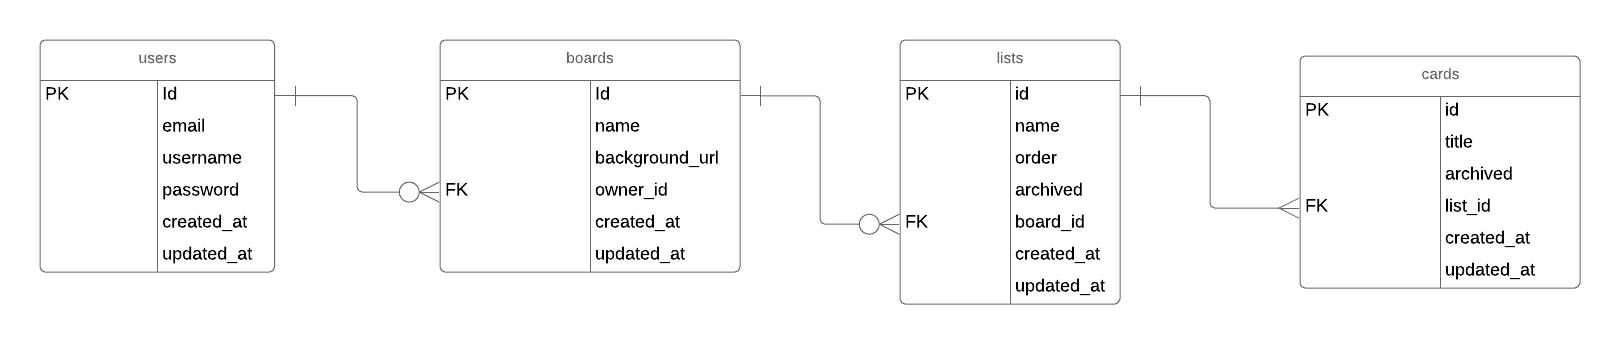 users
PK Id
email
username
password
created_at
updated_at
boards
PK Id
name
background_url
FK owner_id
created_at
updated_at
lists
PK id
name
order
archived
FK board_id
created_at
updated_at
cards
PK id
title
archived
FK list_id
created_at
updated_at